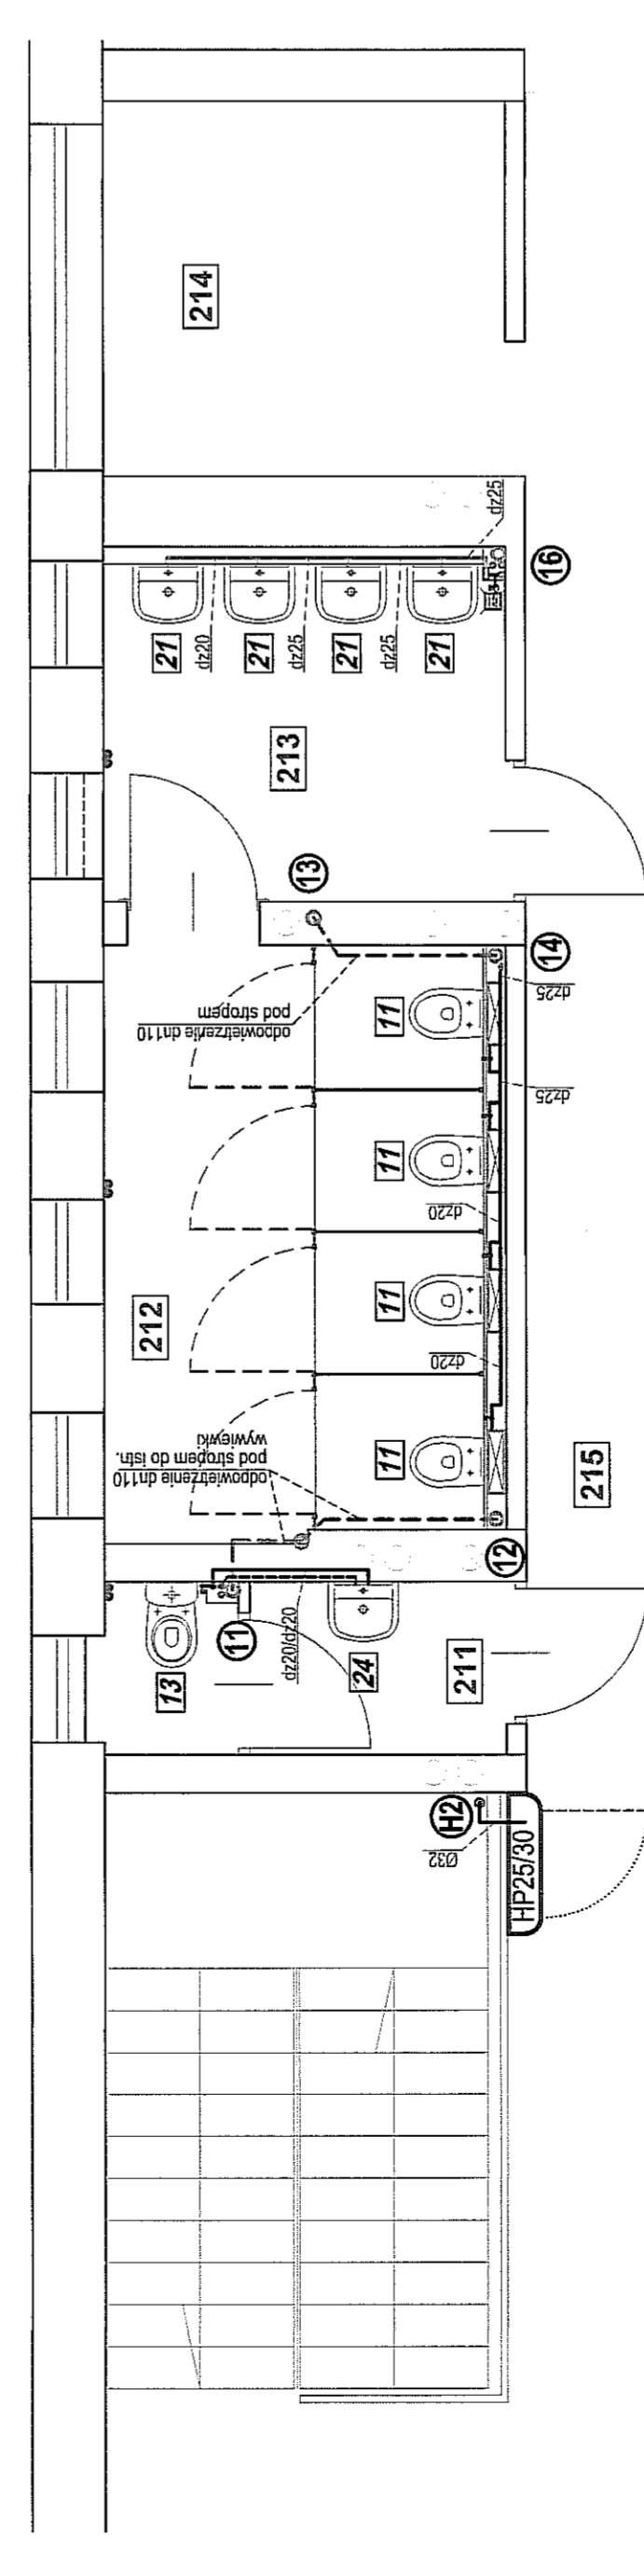 214
dz25
16
21
21
21
21
dz20
dz25
dz25
213
13
14
odpowietrzenie dn110
pod stropem
dz25
dz25
11
11
11
11
dz20
dz20
212
odpowietrzenie dn110
pod stropem do istn.
wywiewki
215
12
11
13
dz20/dz20
24
211
H2
Ø32
HP25/30